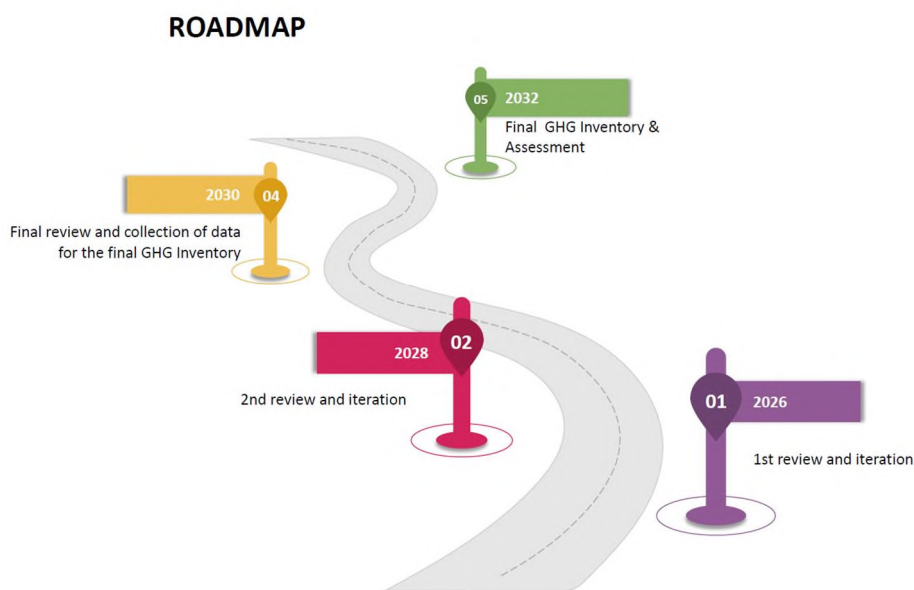 ROADMAP
05
2032
Final GHG Inventory &
Assessment
2030
04
Final review and collection of data
for the final GHG Inventory
02
2028
2nd review and iteration
01
2026
1st review and iteration